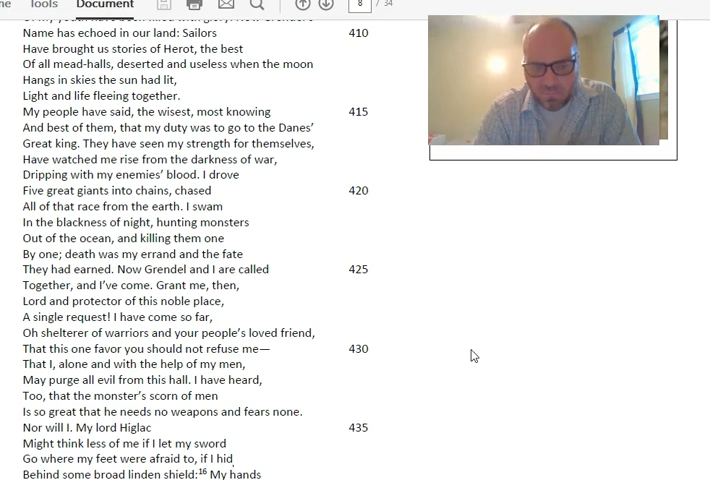 Tools Document 8 / 34
Name has echoed in our land: Sailors 410
Have brought us stories of Herot, the best
Of all mead-halls, deserted and useless when the moon
Hangs in skies the sun had lit,
Light and life fleeing together.
My people have said, the wisest, most knowing 415
And best of them, that my duty was to go to the Danes’
Great king. They have seen my strength for themselves,
Have watched me rise from the darkness of war,
Dripping with my enemies’ blood. I drove
Five great giants into chains, chased 420
All of that race from the earth. I swam
In the blackness of night, hunting monsters
Out of the ocean, and killing them one
By one; death was my errand and the fate
They had earned. Now Grendel and I are called 425
Together, and I’ve come. Grant me, then,
Lord and protector of this noble place,
A single request! I have come so far,
Oh shelterer of warriors and your people’s loved friend,
That this one favor you should not refuse me— 430
That I, alone and with the help of my men,
May purge all evil from this hall. I have heard,
Too, that the monster’s scorn of men
Is so great that he needs no weapons and fears none.
Nor will I. My lord Higlac 435
Might think less of me if I let my sword
Go where my feet were afraid to, if I hid
Behind some broad linden shield:16 My hands